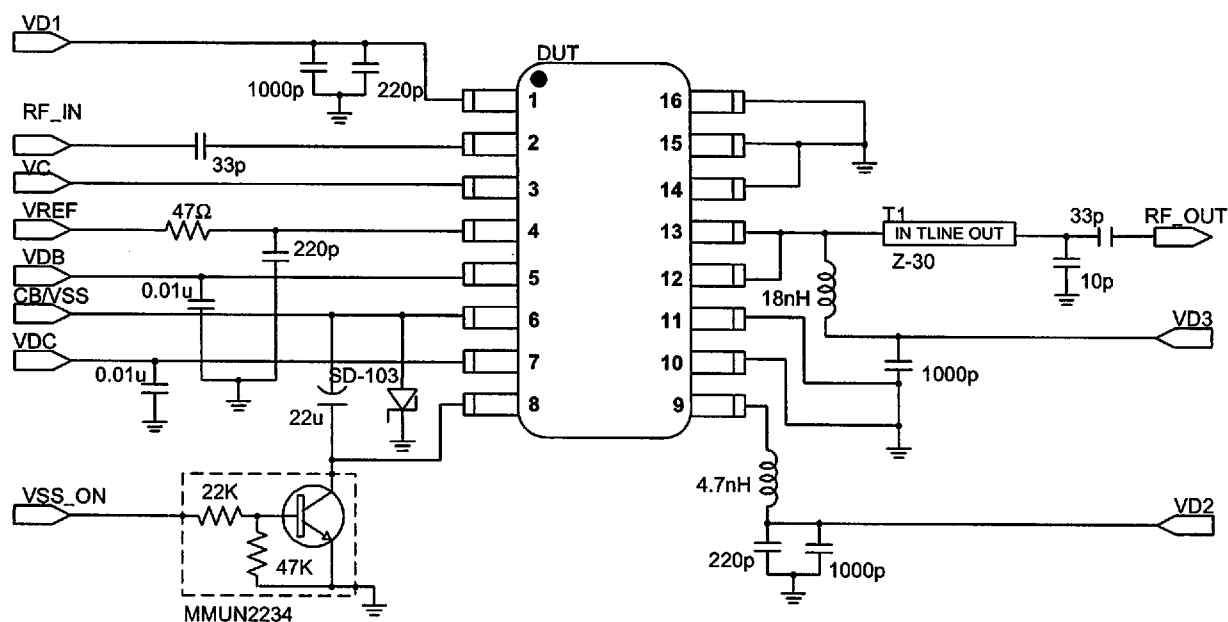 VD1
DUT
1000p
220p
1
16
RF_IN
2
15
33p
VC
3
14
VREF
47Ω
4
13
T1
IN TLINE OUT
Z-30
33p
RF_OUT
10p
220p
VDB
5
12
0.01u
18nH
CB/VSS
6
11
VD3
VDC
7
10
0.01u
SD-103
1000p
22u
8
9
VSS_ON
22K
47K
MMUN2234
4.7nH
VD2
220p
1000p